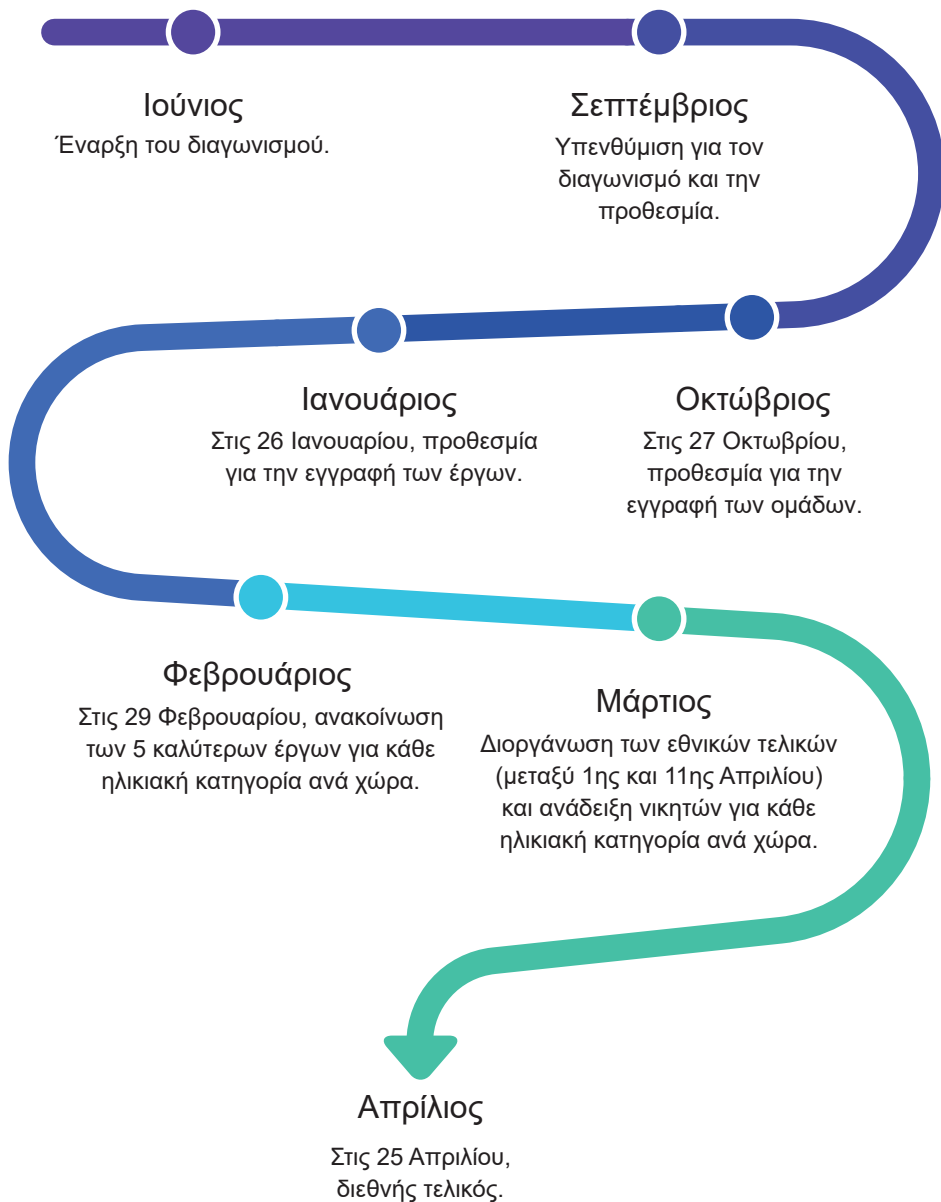 Ιούνιος
Έναρξη του διαγωνισμού.
Σεπτέμβριος
Υπενθύμιση για τον
διαγωνισμό και την
προθεσμία.
Οκτώβριος
Στις 27 Οκτωβρίου,
προθεσμία για την
εγγραφή των ομάδων.
Ιανουάριος
Στις 26 Ιανουαρίου, προθεσμία
για την εγγραφή των έργων.
Φεβρουάριος
Στις 29 Φεβρουαρίου, ανακοίνωση
των 5 καλύτερων έργων για κάθε
ηλικιακή κατηγορία ανά χώρα.
Μάρτιος
Διοργάνωση των εθνικών τελικών
(μεταξύ 1ης και 11ης Απριλίου)
και ανάδειξη νικητών για κάθε
ηλικιακή κατηγορία ανά χώρα.
Απρίλιος
Στις 25 Απριλίου,
διεθνής τελικός.